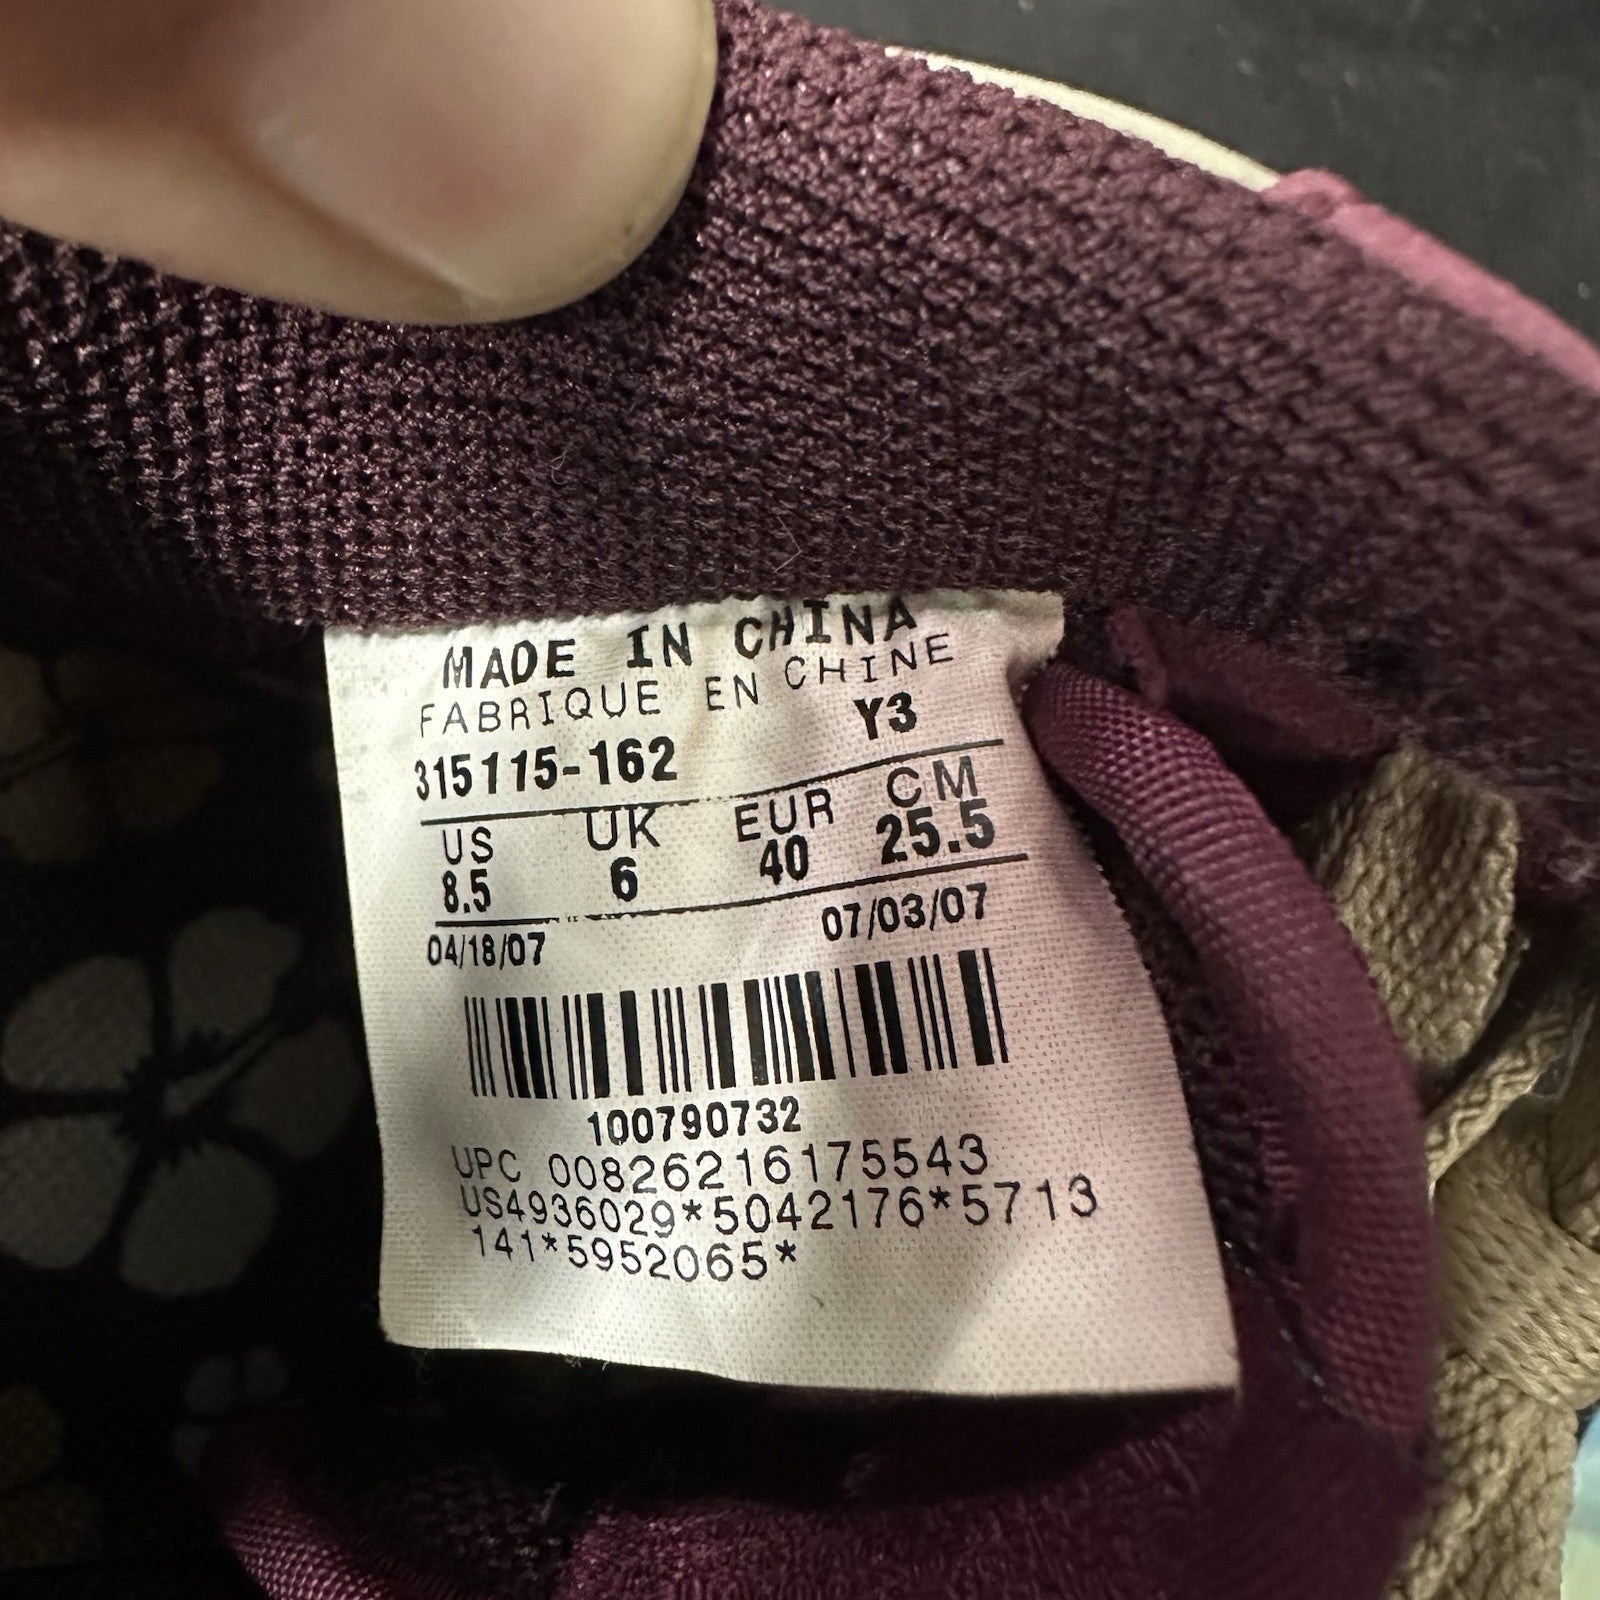 MADE IN CHINA
FABRIQUE EN CHINE
315115-162 Y3
US UK EUR CM
8.5 6 40 25.5
04/18/07 07/03/07
100790732
UPC 00826216175543
US4936029*5042176*5713
141*5952065*